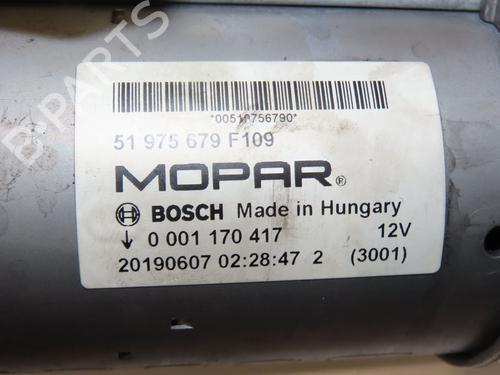 B PARTS
*00519756790*
51 975 679 F109
MOPAR®
BOSCH Made in Hungary
↓ 0 001 170 417 12V
20190607 02:28:47 2 (3001)